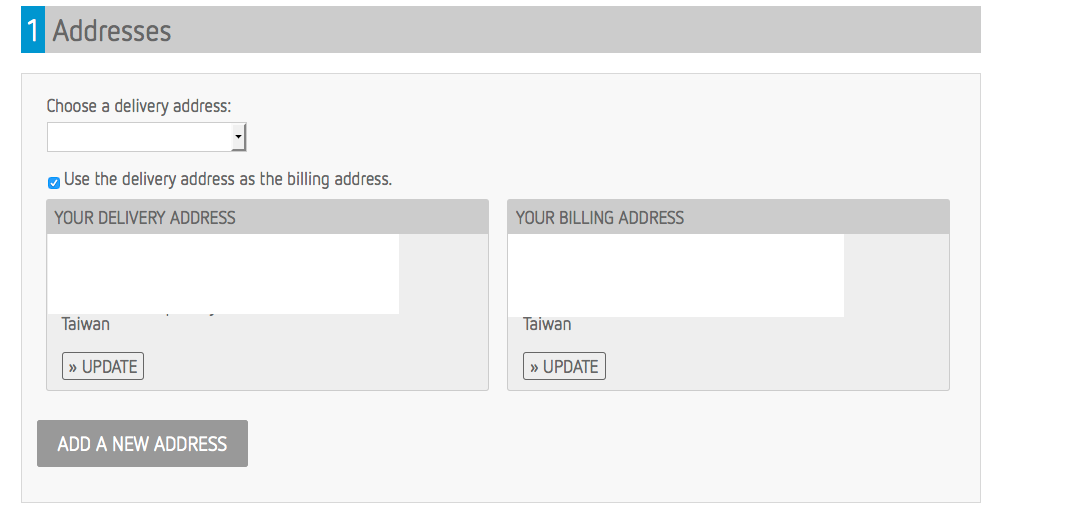 1 Addresses
Choose a delivery address:
Use the delivery address as the billing address.
YOUR DELIVERY ADDRESS
Taiwan
» UPDATE
YOUR BILLING ADDRESS
Taiwan
» UPDATE
ADD A NEW ADDRESS